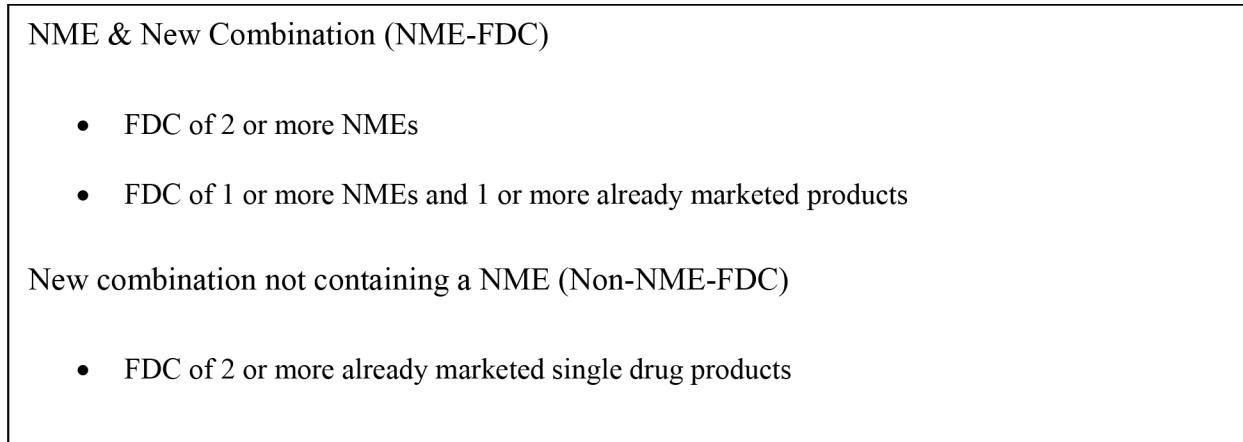 NME & New Combination (NME-FDC)
• FDC of 2 or more NMEs
• FDC of 1 or more NMEs and 1 or more already marketed products
New combination not containing a NME (Non-NME-FDC)
• FDC of 2 or more already marketed single drug products